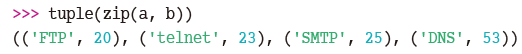 >>> tuple(zip(a, b))
(('FTP', 20), ('telnet', 23), ('SMTP', 25), ('DNS', 53))